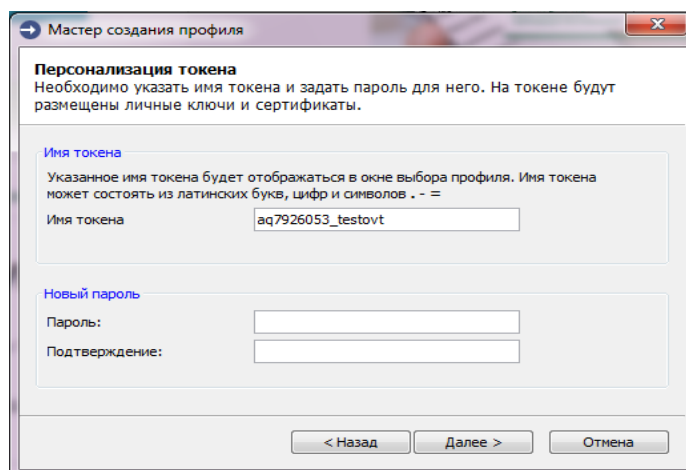 Мастер создания профиля
Персонализация токена
Необходимо указать имя токена и задать пароль для него. На токене будут
размещены личные ключи и сертификаты.
Имя токена
Указанное имя токена будет отображаться в окне выбора профиля. Имя токена
может состоять из латинских букв, цифр и символов . - =
Имя токена
aq7926053_testovt
Новый пароль
Пароль:
Подтверждение:
< Назад
Далее >
Отмена